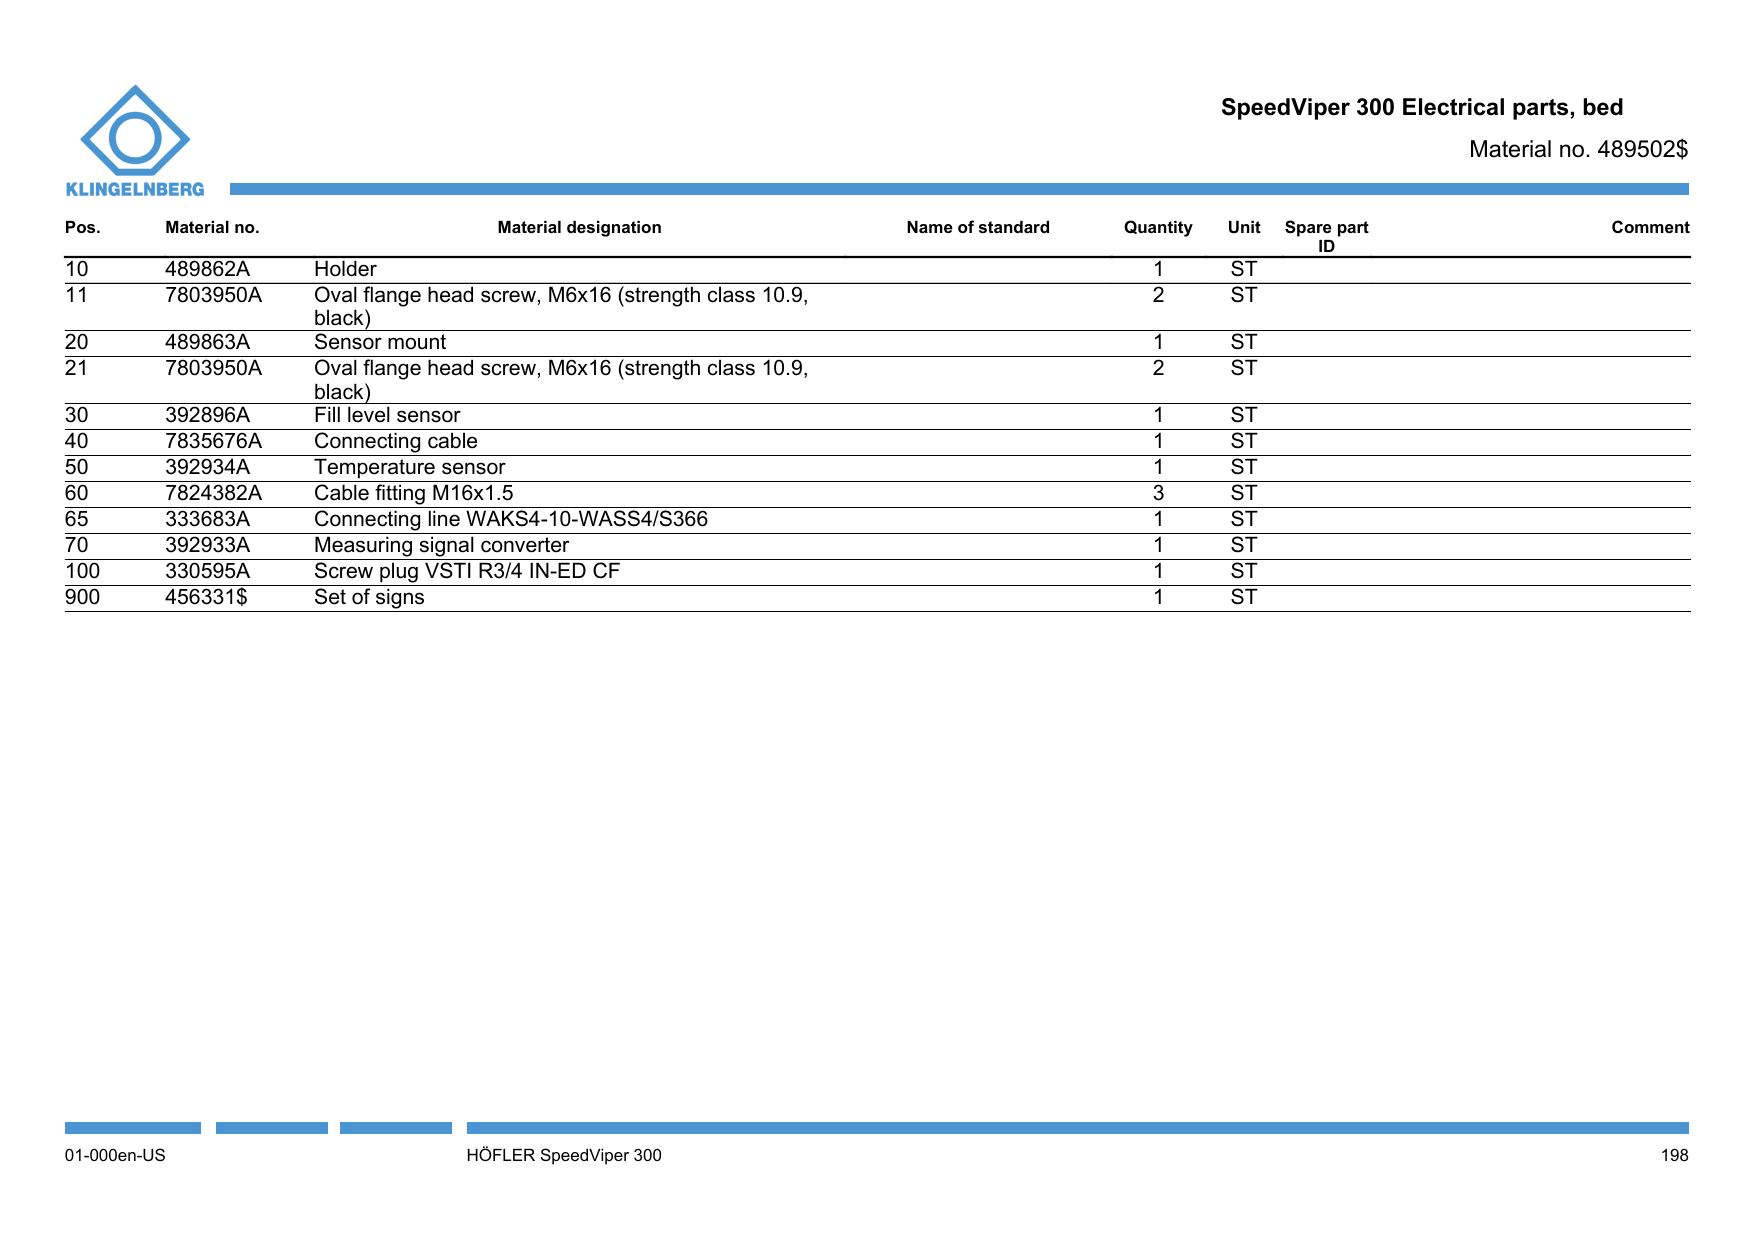 SpeedViper 300 Electrical parts, bed
Material no. 489502$
KLINGELNBERG
Pos. Material no. Material designation Name of standard Quantity Unit Spare part ID Comment
10 489862A Holder 1 ST
11 7803950A Oval flange head screw, M6x16 (strength class 10.9, 2 ST
black)
20 489863A Sensor mount 1 ST
21 7803950A Oval flange head screw, M6x16 (strength class 10.9, 2 ST
black)
30 392896A Fill level sensor 1 ST
40 7835676A Connecting cable 1 ST
50 392934A Temperature sensor 1 ST
60 7824382A Cable fitting M16x1.5 3 ST
65 333683A Connecting line WAKS4-10-WASS4/S366 1 ST
70 392933A Measuring signal converter 1 ST
100 330595A Screw plug VSTI R3/4 IN-ED CF 1 ST
900 456331$ Set of signs 1 ST
01-000en-US HÖFLER SpeedViper 300 198